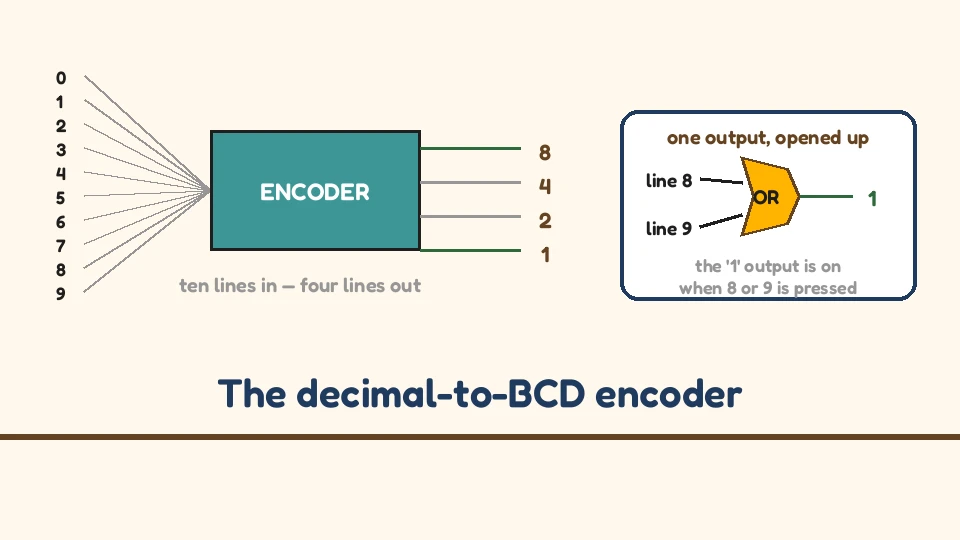 0
1
2
3
4
5
6
7
8
9
ENCODER
8
4
2
1
ten lines in – four lines out
one output, opened up
line 8
OR
1
line 9
the '1' output is on
when 8 or 9 is pressed
The decimal-to-BCD encoder